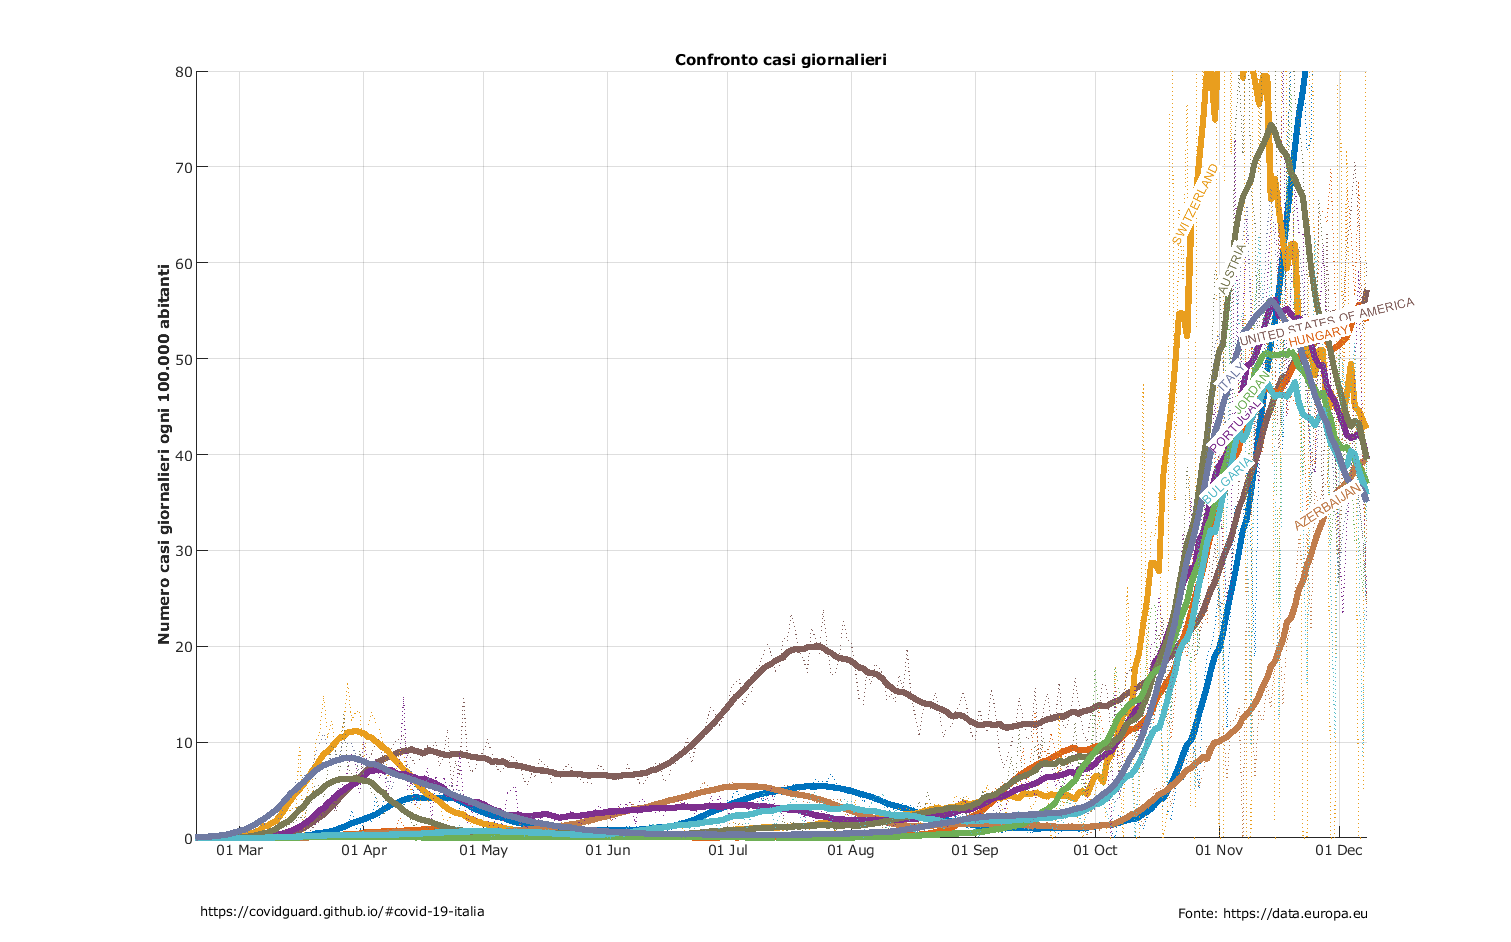 Confronto casi giornalieri
Numero casi giornalieri ogni 100.000 abitanti
80
70
60
50
40
30
20
10
0
SWITZERLAND
AUSTRIA
UNITED STATES OF AMERICA
HUNGARY
ITALY
JORDAN
PORTUGAL
BULGARIA
AZERBAIJAN
01 Mar
01 Apr
01 May
01 Jun
01 Jul
01 Aug
01 Sep
01 Oct
01 Nov
01 Dec
https://covidguard.github.io/#covid-19-italia
Fonte: https://data.europa.eu